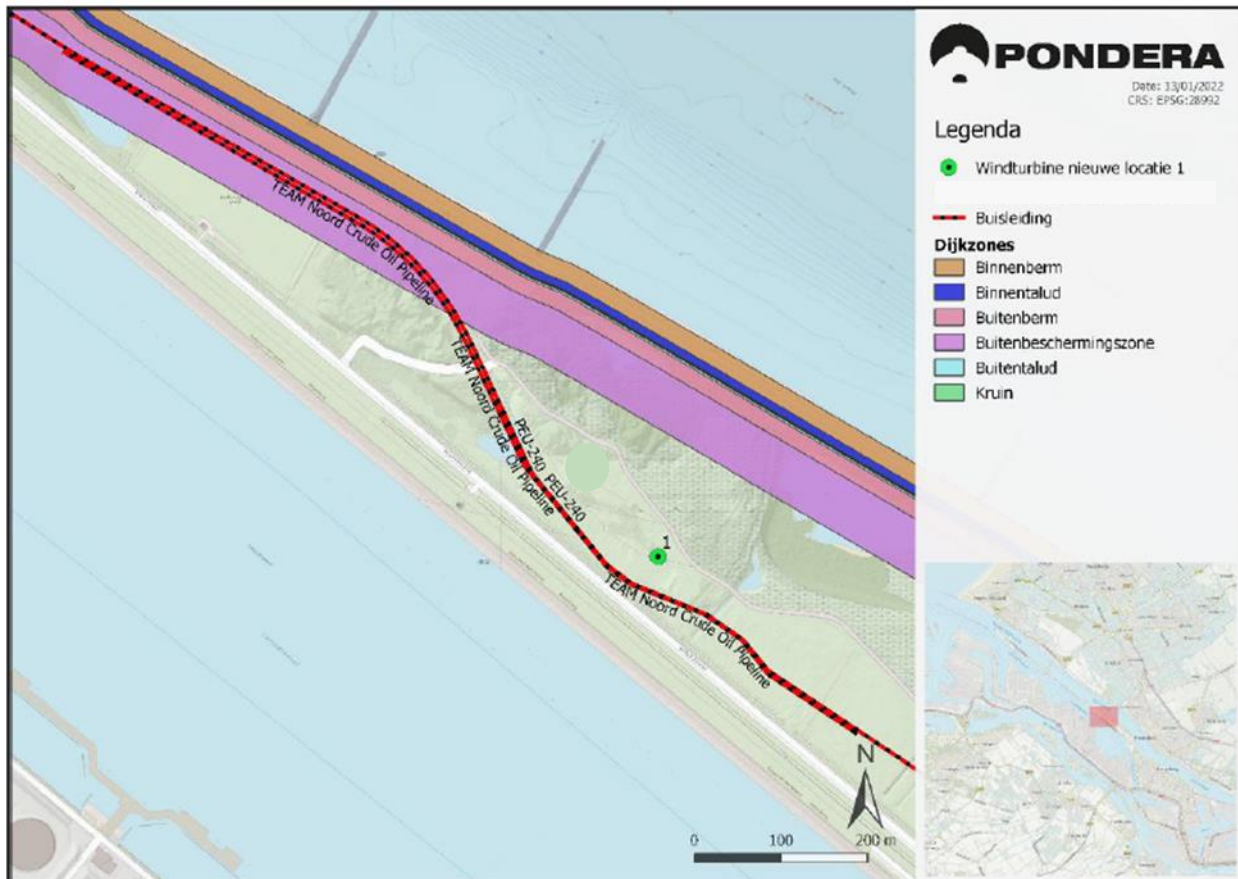 PONDERA
Date: 13/01/2022
CRS: EPSG:28992
Legenda
Windturbine nieuwe locatie 1
Buisleiding
Dijkzones
Binnenberm
Binnentalud
Buitenberm
Buitenbeschermingszone
Buitentalud
Kruin
TEAM Noord Crude Oil Pipeline
TEAM Noord Crude Oil Pipeline
PEU-240 PEU-240
1
TEAM Noord Crude Oil Pipeline
N
0 100 200 m